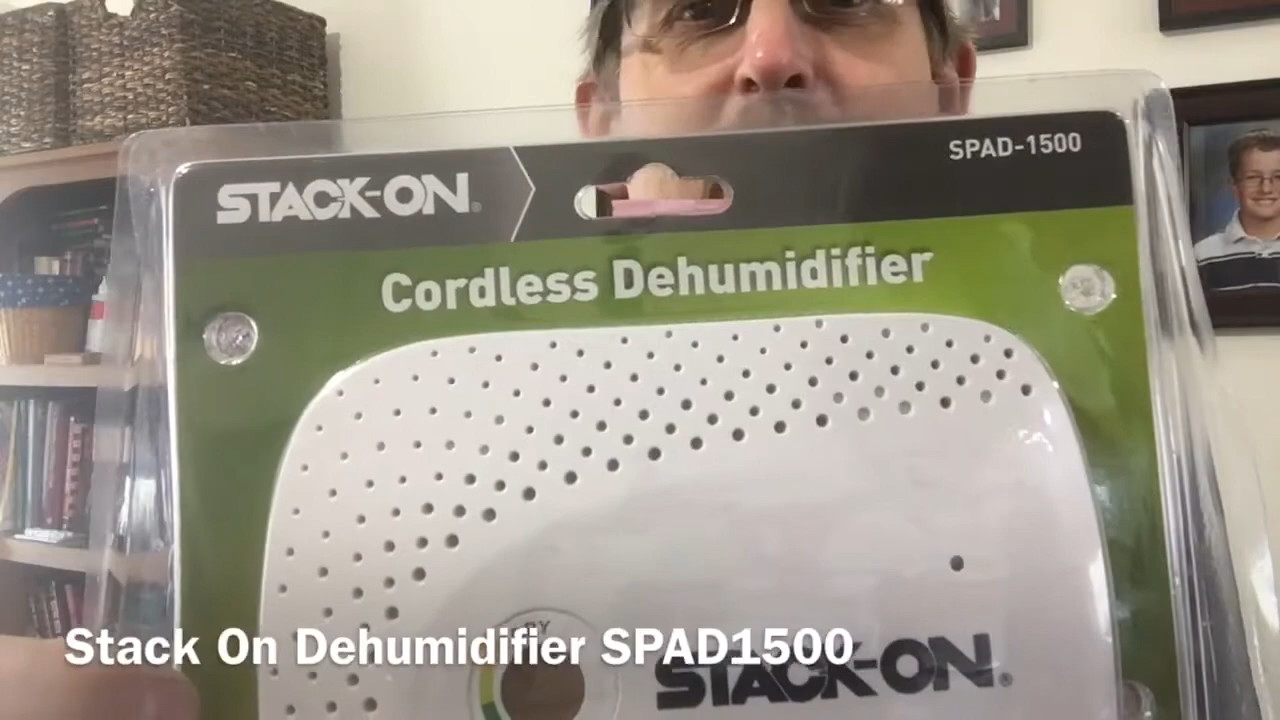 SPAD-1500
STACK-ON®
Cordless Dehumidifier
Stack On Dehumidifier SPAD1500
STACK-ON®